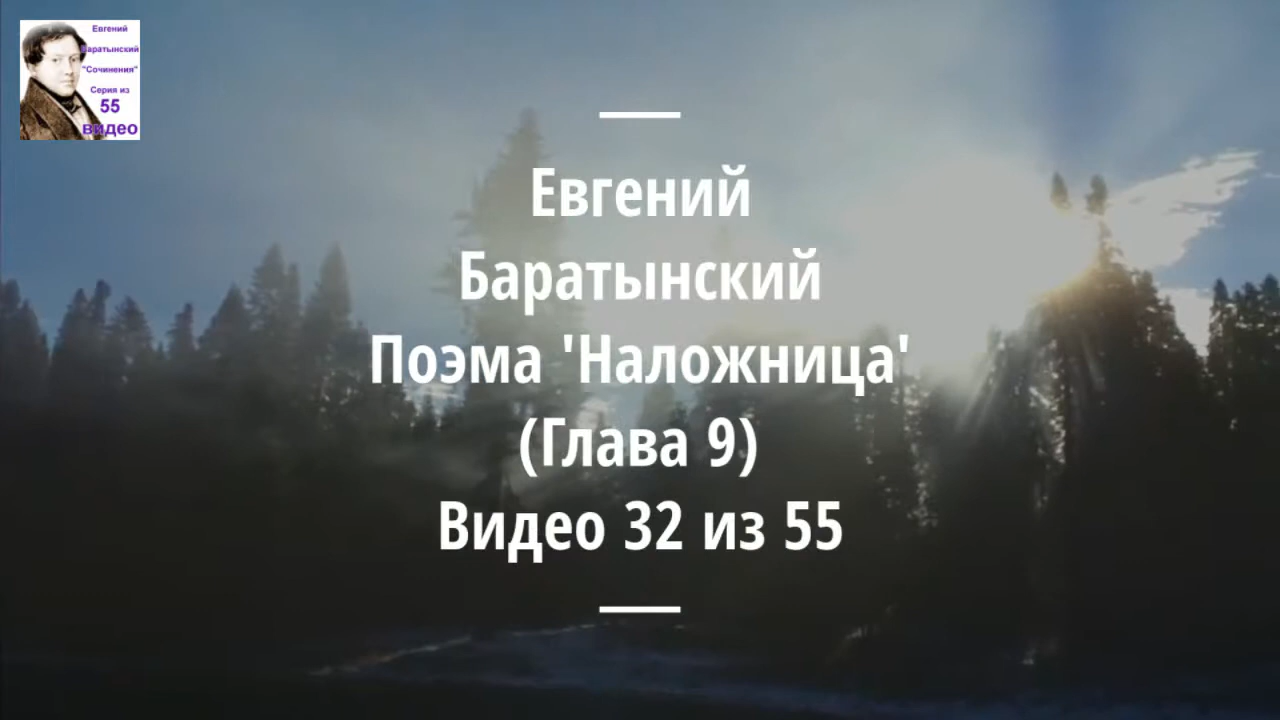 Евгений
Баратынский
"Сочинения"
Серия из
55
видео
Евгений
Баратынский
Поэма 'Наложница'
(Глава 9)
Видео 32 из 55